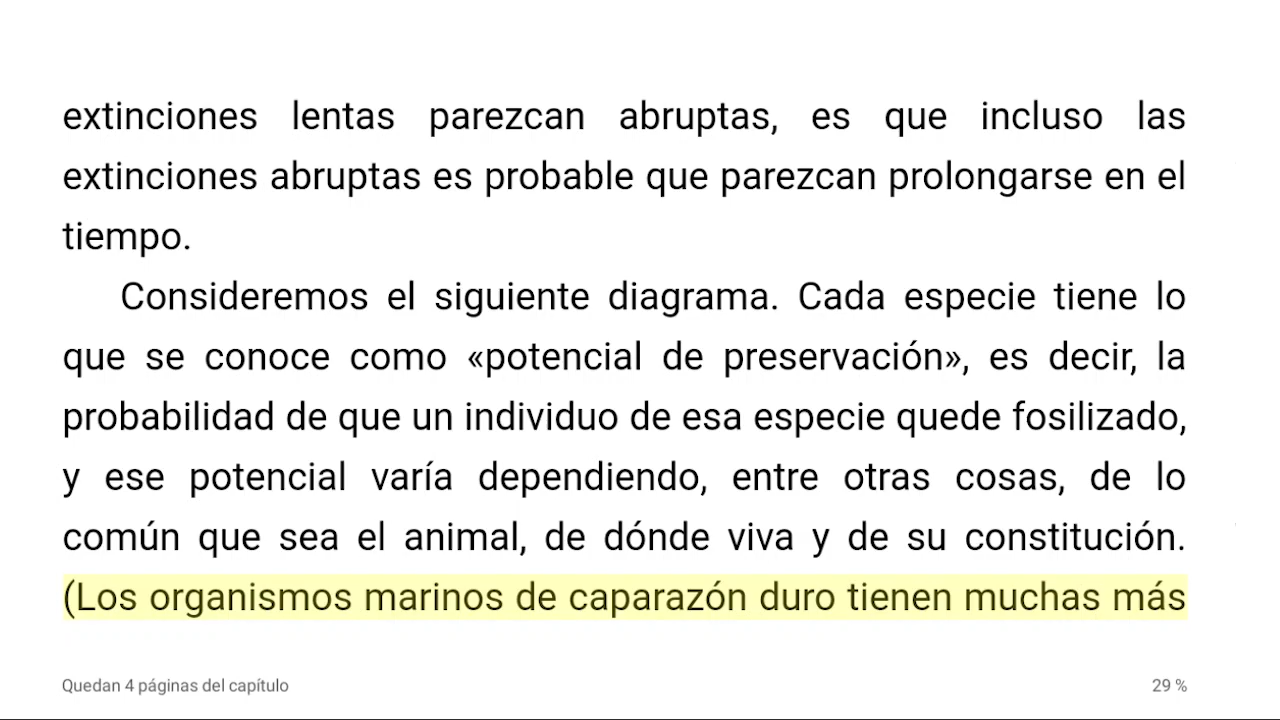 extinciones lentas parezcan abruptas, es que incluso las
extinciones abruptas es probable que parezcan prolongarse en el
tiempo.
Consideremos el siguiente diagrama. Cada especie tiene lo
que se conoce como «potencial de preservación», es decir, la
probabilidad de que un individuo de esa especie quede fosilizado,
y ese potencial varía dependiendo, entre otras cosas, de lo
común que sea el animal, de dónde viva y de su constitución.
(Los organismos marinos de caparazón duro tienen muchas más
Quedan 4 páginas del capítulo
29 %